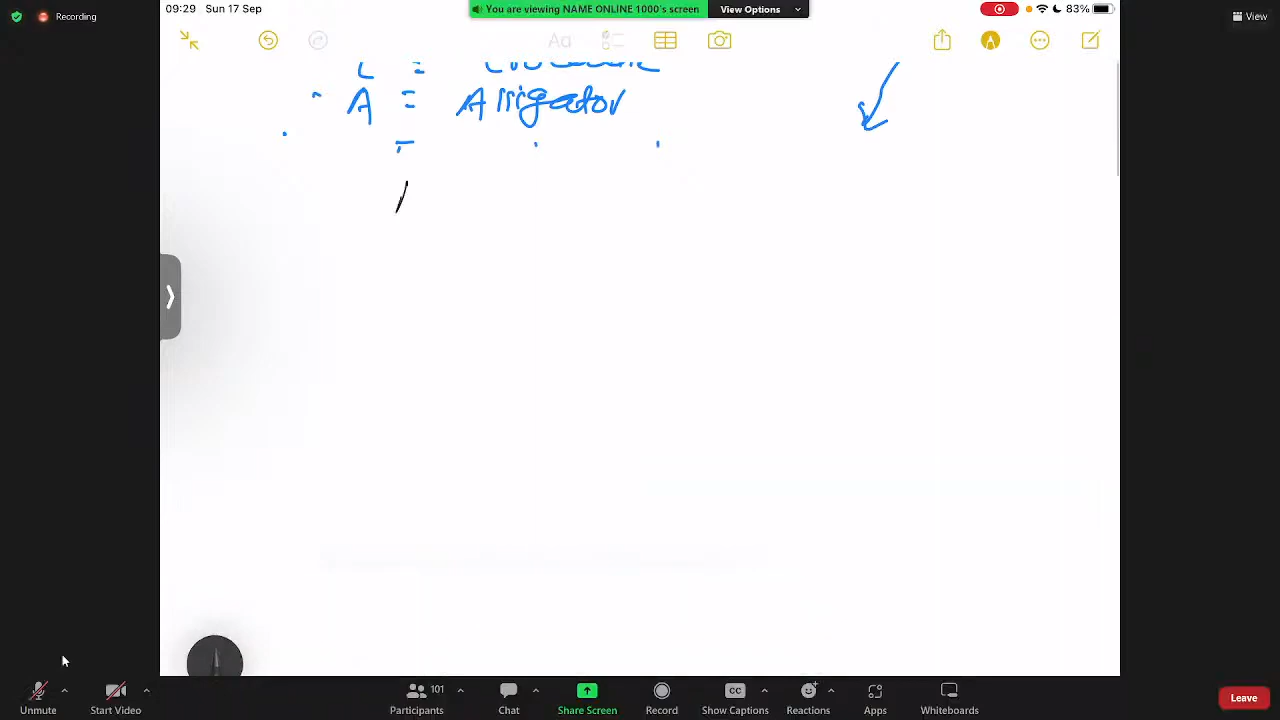 09:29 Sun 17 Sep You are viewing NAME ONLINE 1000's screen View Options 83%
Recording View
Aa
A = Alligator
Unmute Start Video Participants 101 Chat Share Screen Record CC Show Captions Reactions Apps Whiteboards Leave